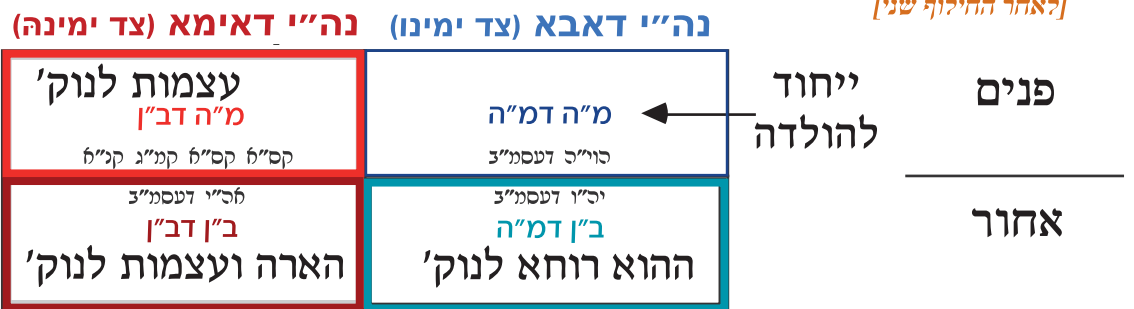 [לאחר החילוף שני]
נה״י דאבא (צד ימינו)
נה״י דאימא (צד ימינה)
פנים
ייחוד
להולדה
מ״ה דמ״ה
הוי״ה דעסמ״ב
עצמות לנוק׳
מ״ה דב״ן
קס״א קס״א קמ״ג קנ״א
אחור
יה״ו דעסמ״ב
ב״ן דמ״ה
ההוא רוחא לנוק׳
אה״י דעסמ״ב
ב״ן דב״ן
הארה ועצמות לנוק׳